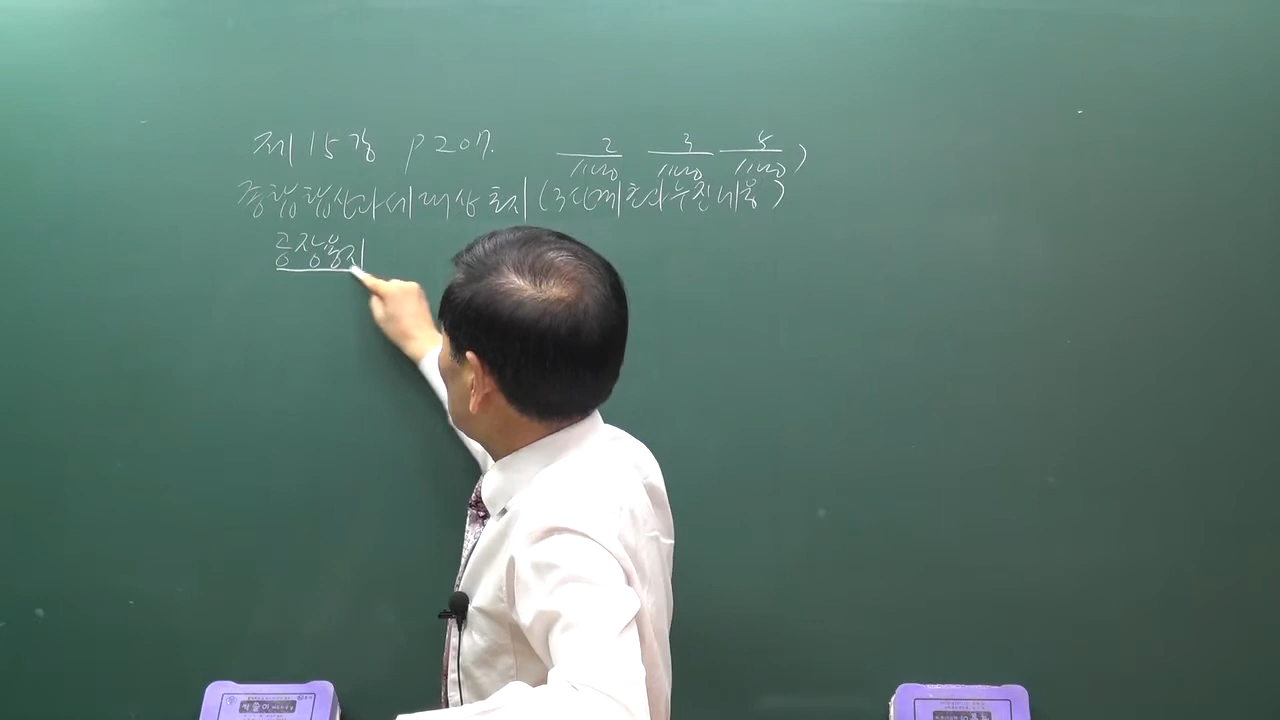 제15강 p207.
2/1000 3/1000 5/1000)
종합합산과세대상토지(3단계초과누진세율)
공장용지